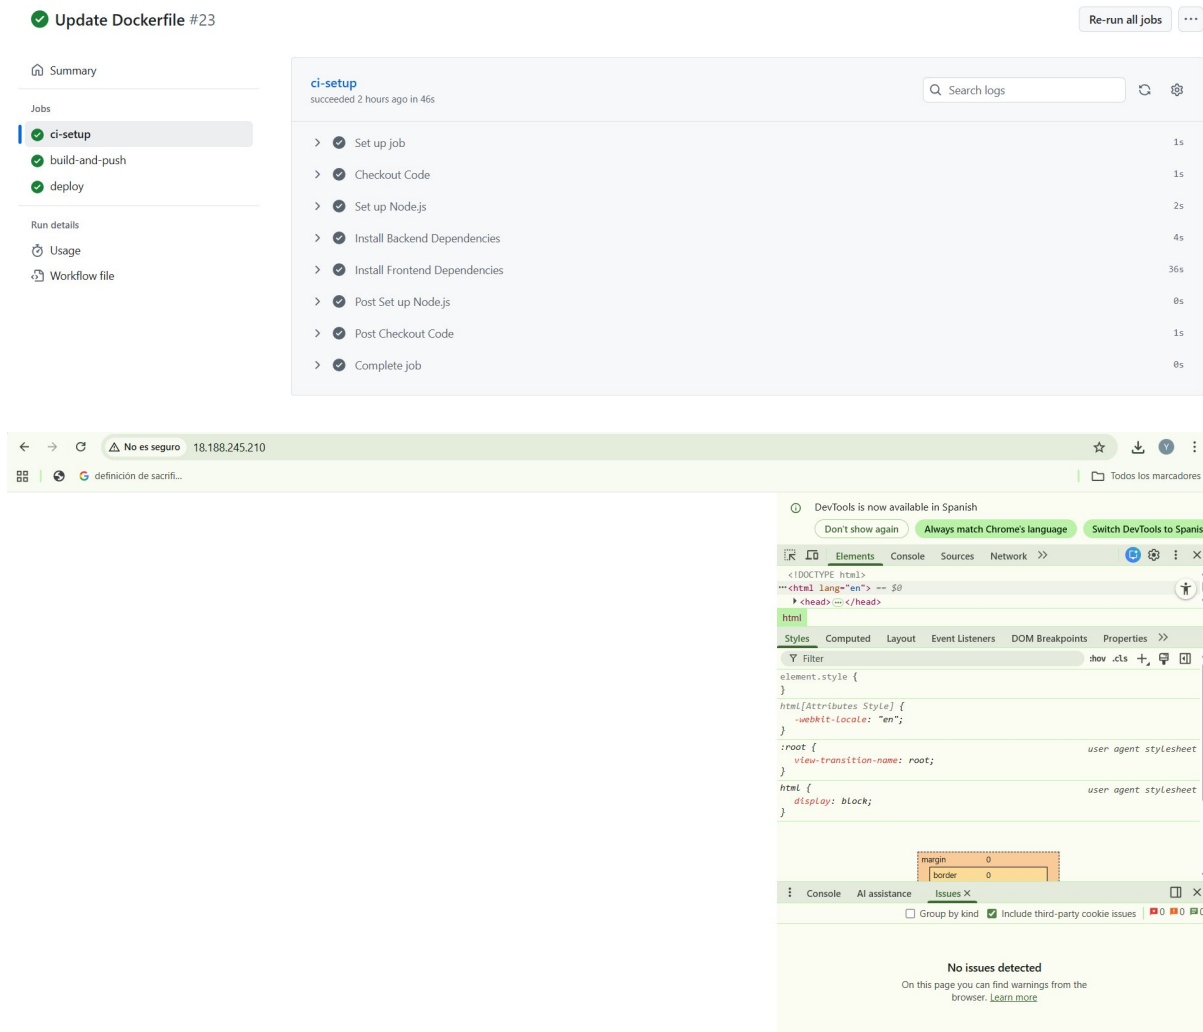 Update Dockerfile #23
Re-run all jobs
Summary
Jobs
ci-setup
build-and-push
deploy
Run details
Usage
Workflow file
ci-setup
succeeded 2 hours ago in 46s
Search logs
Set up job 1s
Checkout Code 1s
Set up Node.js 2s
Install Backend Dependencies 4s
Install Frontend Dependencies 36s
Post Set up Node.js 0s
Post Checkout Code 1s
Complete job 0s
No es seguro 18.188.245.210
Y
definición de sacrifi...
Todos los marcadores
DevTools is now available in Spanish
Don't show again Always match Chrome's language Switch DevTools to Spanis
Elements Console Sources Network
<!DOCTYPE html>
<html lang="en"> == $0
<head>…</head>
html
Styles Computed Layout Event Listeners DOM Breakpoints Properties
Filter :hov .cls
element.style {
}
html[Attributes Style] {
-webkit-locale: "en";
}
:root { user agent stylesheet
view-transition-name: root;
}
html { user agent stylesheet
display: block;
}
margin 0
border 0
Console AI assistance Issues
Group by kind Include third-party cookie issues 0 0 0
No issues detected
On this page you can find warnings from the
browser. Learn more